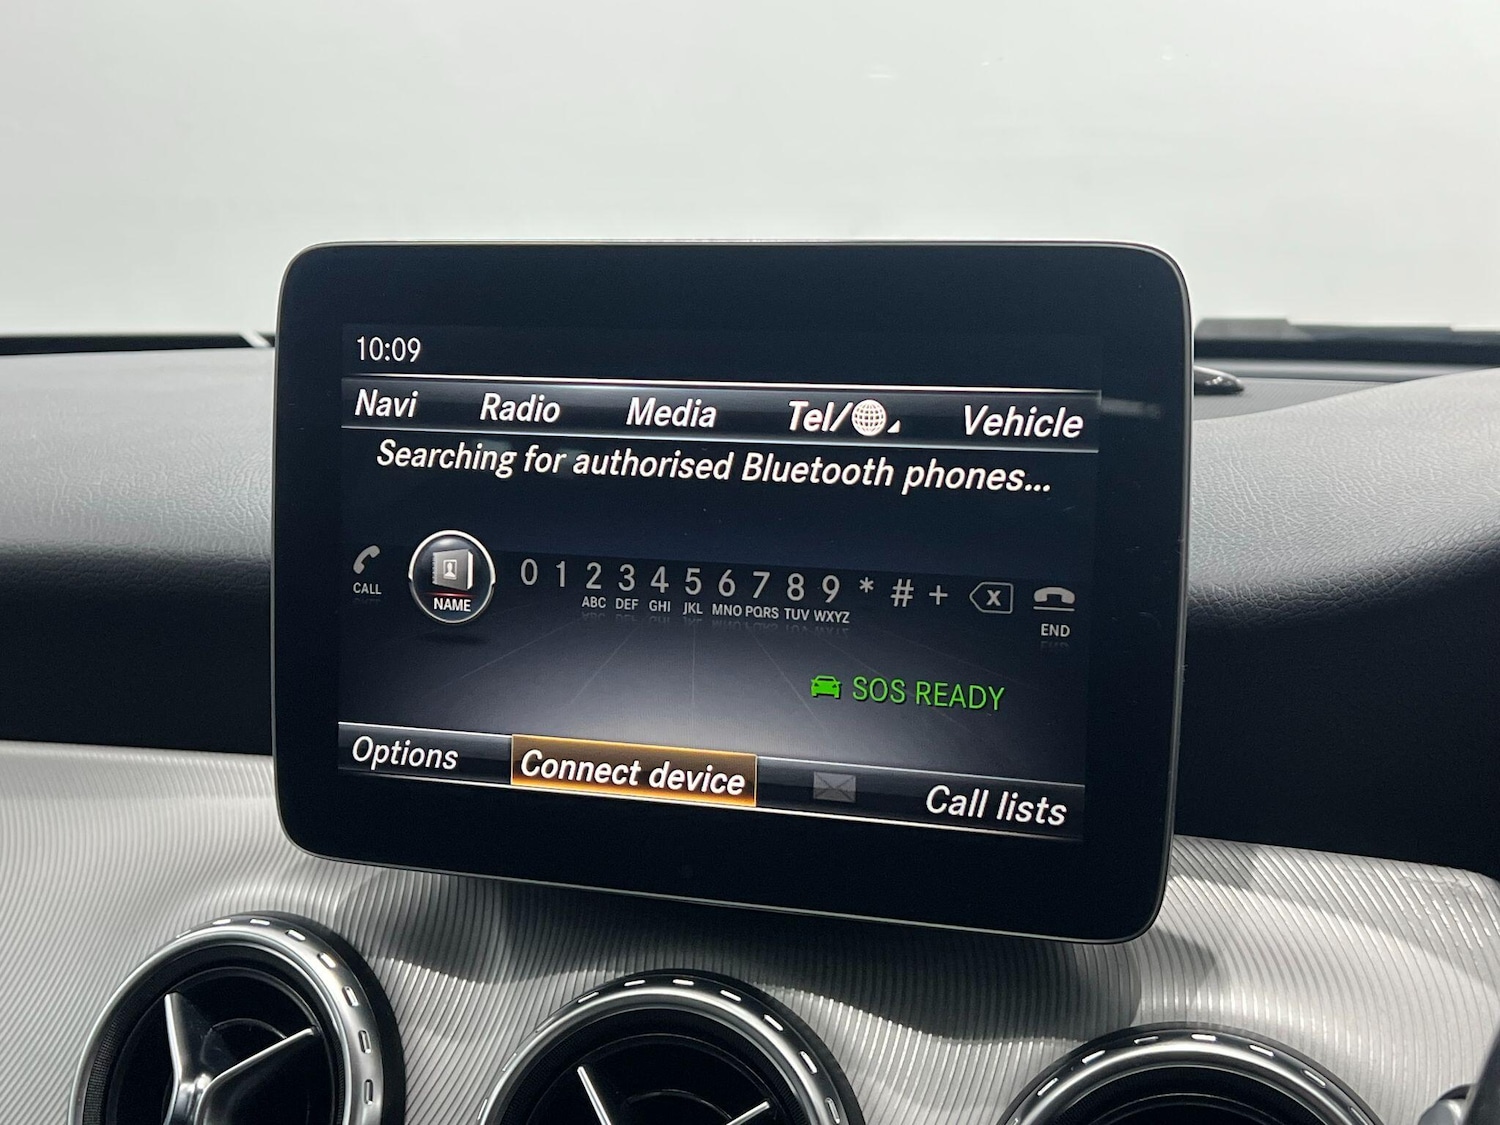 10:09
Navi Radio Media Tel/ Vehicle
Searching for authorised Bluetooth phones...
CALL NAME 0 1 2 3 4 5 6 7 8 9 * # + X END
ABC DEF GHI JKL MNO PQRS TUV WXYZ
SOS READY
Options Connect device Call lists